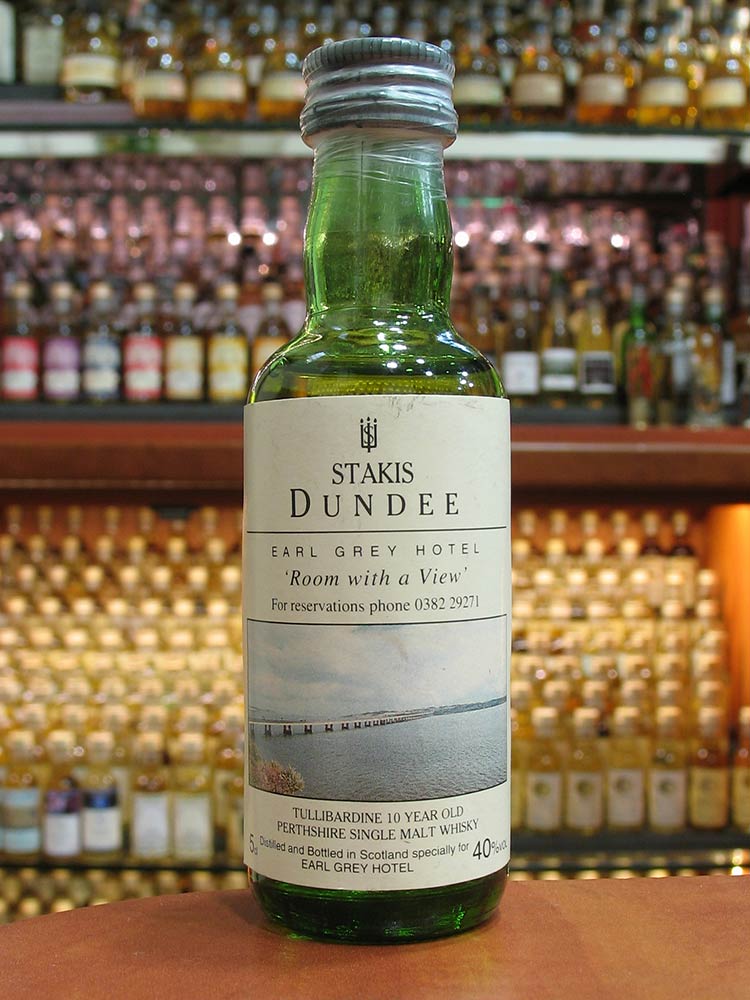 STAKIS
DUNDEE
EARL GREY HOTEL
'Room with a View'
For reservations phone 0382 29271
TULLIBARDINE 10 YEAR OLD
PERTHSHIRE SINGLE MALT WHISKY
5cl Distilled and Bottled in Scotland specially for 40%VOL
EARL GREY HOTEL